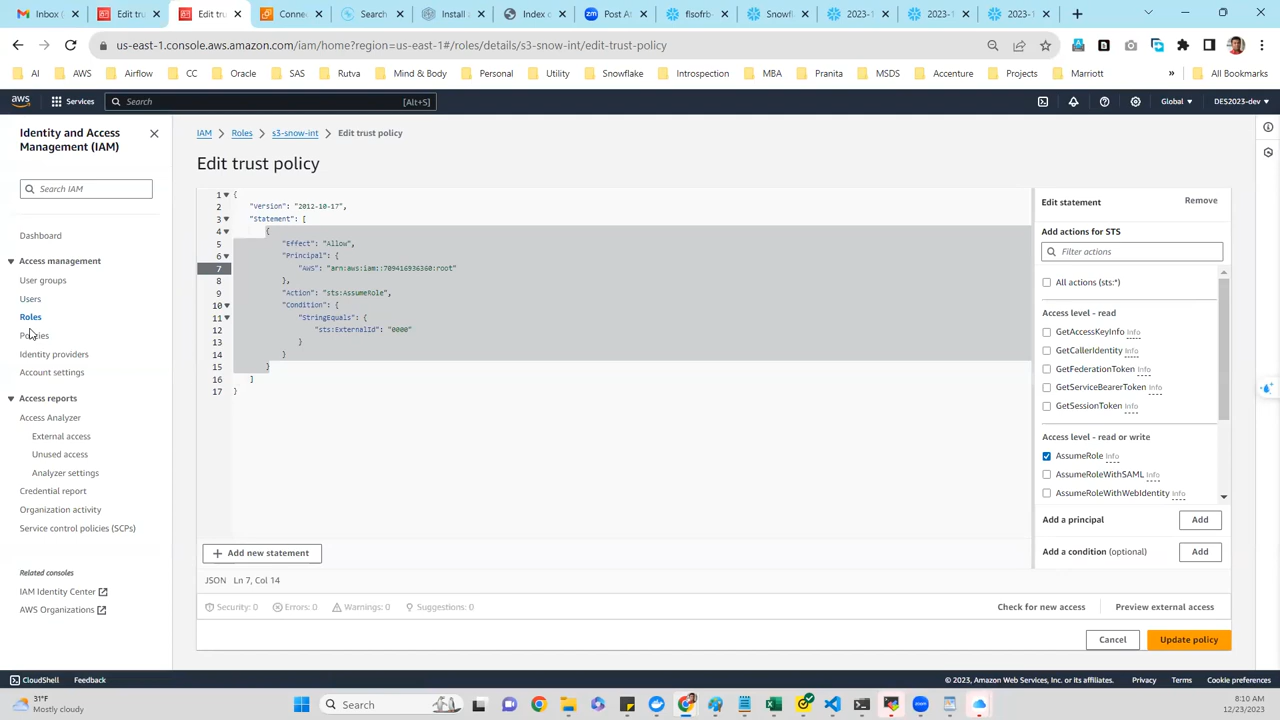 Inbox (
Edit tru
Edit tru
Connec
Search
Install
Index o
Post At
flsofrb-
Snowfl
2023-
2023-1
2023-1
us-east-1.console.aws.amazon.com/iam/home?region=us-east-1#/roles/details/s3-snow-int/edit-trust-policy
AI
AWS
Airflow
CC
Oracle
SAS
Rutva
Mind & Body
Personal
Utility
Snowflake
Introspection
MBA
Pranita
MSDS
Accenture
Projects
Marriott
»
All Bookmarks
aws
Services
Search
[Alt+S]
Global
DES2023-dev
Identity and Access
Management (IAM)
Search IAM
Dashboard
Access management
User groups
Users
Roles
Policies
Identity providers
Account settings
Access reports
Access Analyzer
External access
Unused access
Analyzer settings
Credential report
Organization activity
Service control policies (SCPs)
Related consoles
IAM Identity Center
AWS Organizations
IAM > Roles > s3-snow-int > Edit trust policy
Edit trust policy
1 {
2 "Version": "2012-10-17",
3 "Statement": [
4 {
5 "Effect": "Allow",
6 "Principal": {
7 "AWS": "arn:aws:iam::709416936360:root"
8 },
9 "Action": "sts:AssumeRole",
10 "Condition": {
11 "StringEquals": {
12 "sts:ExternalId": "0000"
13 }
14 }
15 }
16 ]
17 }
Add new statement
JSON Ln 7, Col 14
Security: 0
Errors: 0
Warnings: 0
Suggestions: 0
Edit statement
Remove
Add actions for STS
Filter actions
All actions (sts:*)
Access level - read
GetAccessKeyInfo Info
GetCallerIdentity Info
GetFederationToken Info
GetServiceBearerToken Info
GetSessionToken Info
Access level - read or write
AssumeRole Info
AssumeRoleWithSAML Info
AssumeRoleWithWebIdentity Info
Add a principal
Add
Add a condition (optional)
Add
Check for new access
Preview external access
Cancel
Update policy
CloudShell
Feedback
© 2023, Amazon Web Services, Inc. or its affiliates.
Privacy
Terms
Cookie preferences
31°F
Mostly cloudy
Search
8:10 AM
12/23/2023